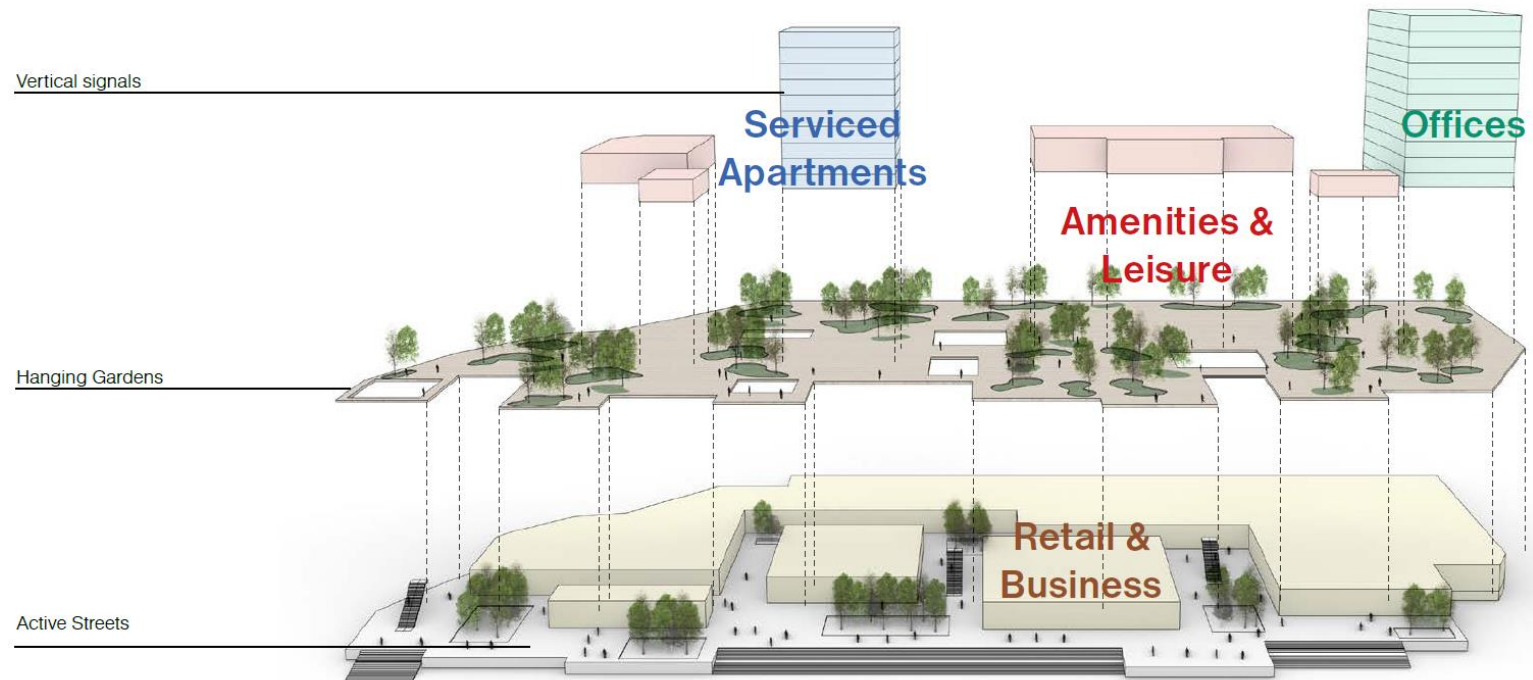 Vertical signals
Serviced
Apartments
Offices
Amenities &
Leisure
Hanging Gardens
Retail &
Business
Active Streets